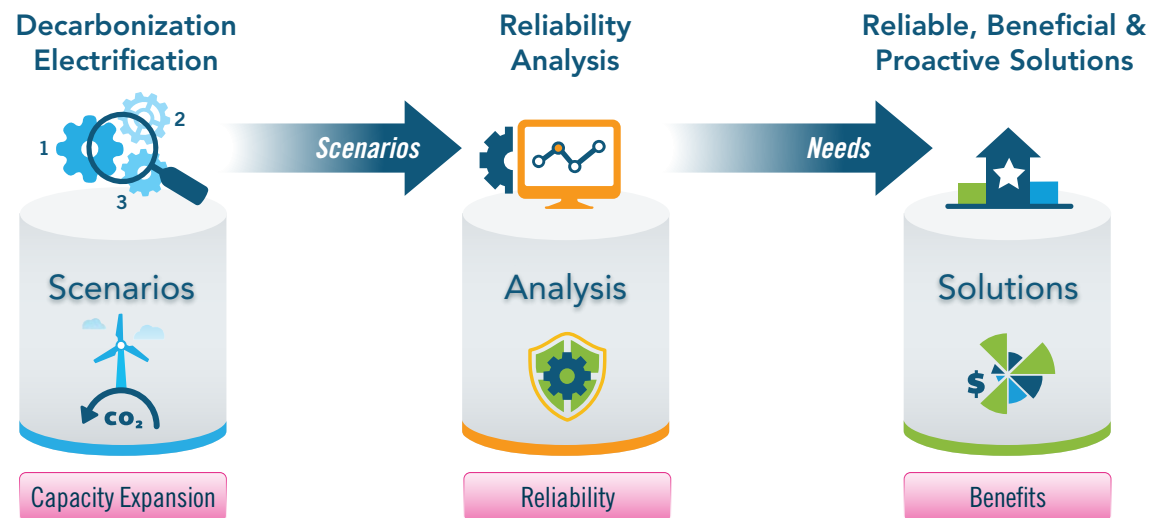 Decarbonization
Electrification
Reliability
Analysis
Reliable, Beneficial &
Proactive Solutions
1
2
3
Scenarios
Needs
Scenarios
CO₂
Analysis
Solutions
$
Capacity Expansion
Reliability
Benefits